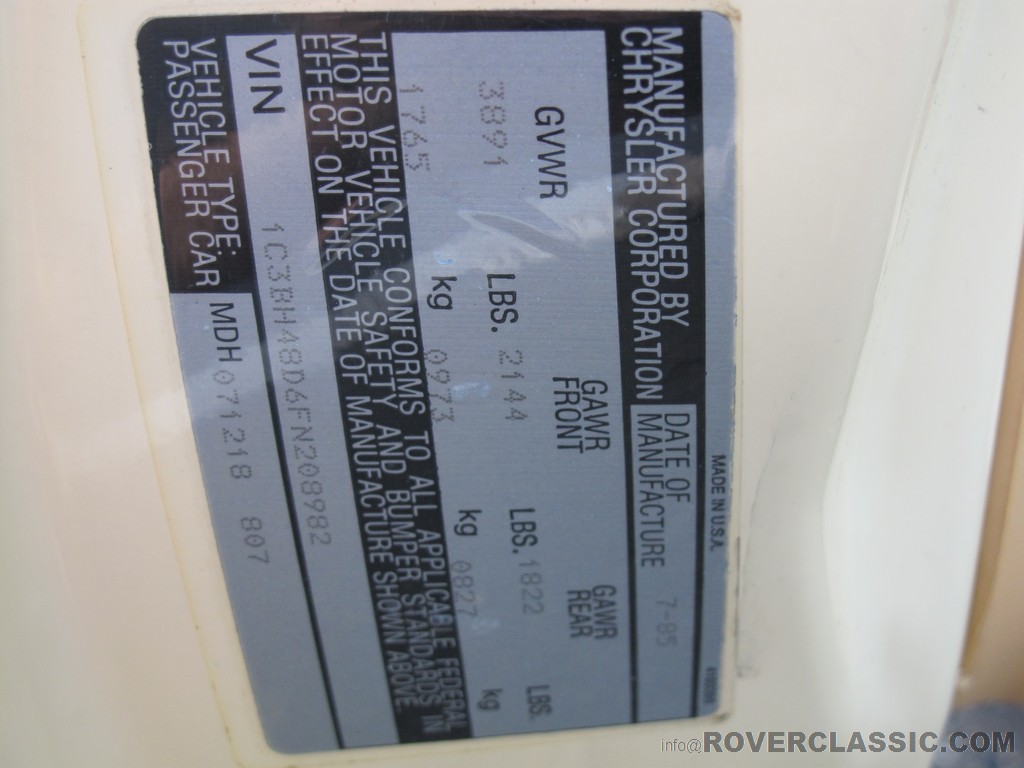 MADE IN U.S.A.
MANUFACTURED BY
CHRYSLER CORPORATION
DATE OF
MANUFACTURE
7-85
GVWR
GAWR
FRONT
GAWR
REAR
3891 LBS. 2144 LBS. 1822 LBS.
1765 kg 0973 kg 0827 kg
THIS VEHICLE CONFORMS TO ALL APPLICABLE FEDERAL
MOTOR VEHICLE SAFETY AND BUMPER STANDARDS IN
EFFECT ON THE DATE OF MANUFACTURE SHOWN ABOVE.
VIN 1C3BH48D6FN208982
VEHICLE TYPE:
PASSENGER CAR
MDH 071218 807
info@ROVERCLASSIC.COM